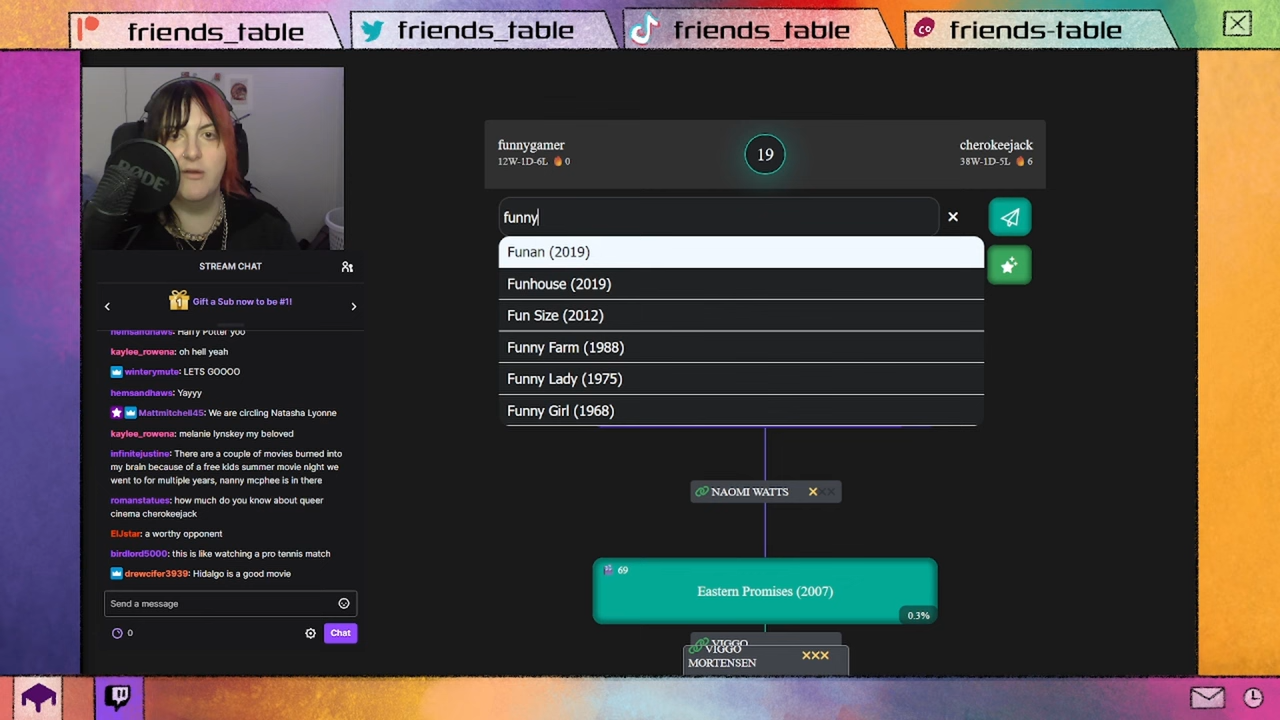 friends_table
friends_table
friends_table
friends-table
RØDE
funnygamer
12W-1D-6L 0
19
cherokeejack
38W-1D-5L 6
funny
Funan (2019)
Funhouse (2019)
Fun Size (2012)
Funny Farm (1988)
Funny Lady (1975)
Funny Girl (1968)
STREAM CHAT
1
Gift a Sub now to be #1!
hemsandhaws: Harry Potter yoo
kaylee_rowena: oh hell yeah
winterymute: LETS GOOOO
hemsandhaws: Yayyy
Mattmitchell45: We are circling Natasha Lyonne
kaylee_rowena: melanie lynskey my beloved
infinitejustine: There are a couple of movies burned into
my brain because of a free kids summer movie night we
went to for multiple years, nanny mcphee is in there
romanstatues: how much do you know about queer
cinema cherokeejack
ElJstar: a worthy opponent
birdlord5000: this is like watching a pro tennis match
drewcifer3939: Hidalgo is a good movie
Send a message
0
Chat
NAOMI WATTS
69
Eastern Promises (2007)
0.3%
VIGGO
VIGGO
MORTENSEN